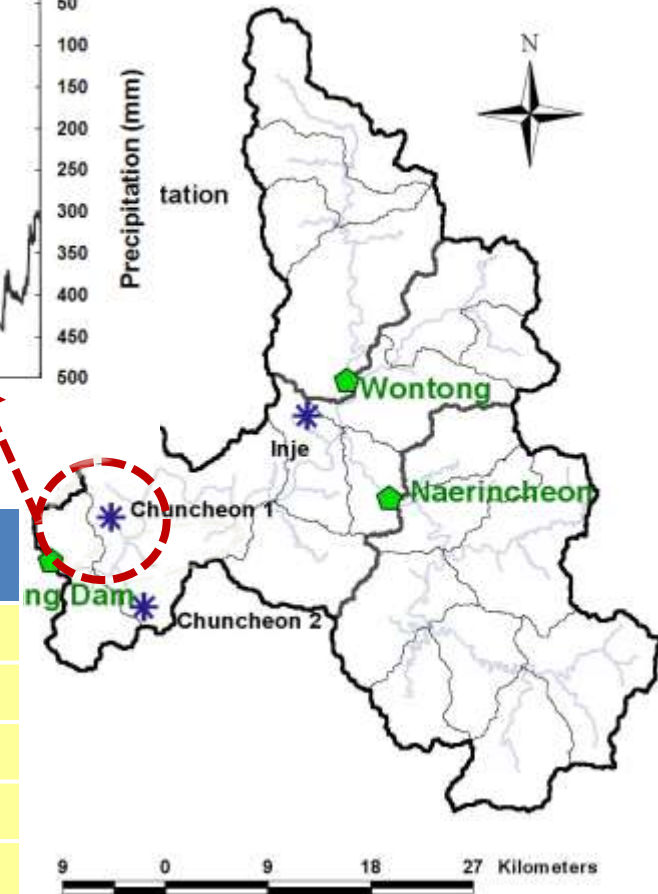 50
100
150
200
250
300
350
400
450
500
Precipitation (mm)
tation
N
Wontong
Inje
Naerincheon
Chuncheon 1
ng Dam
Chuncheon 2
9 0 9 18 27 Kilometers